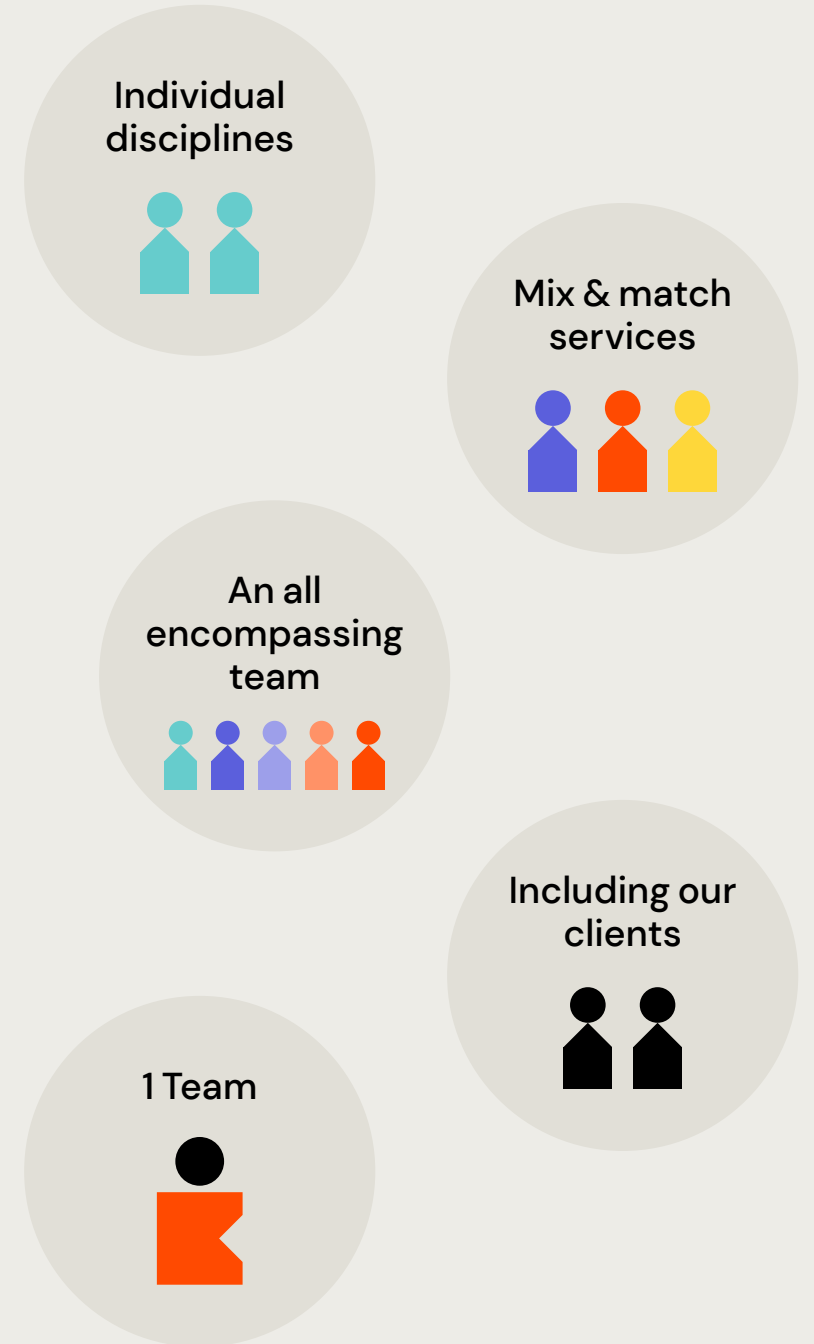 Individual
disciplines
Mix & match
services
An all
encompassing
team
Including our
clients
1 Team